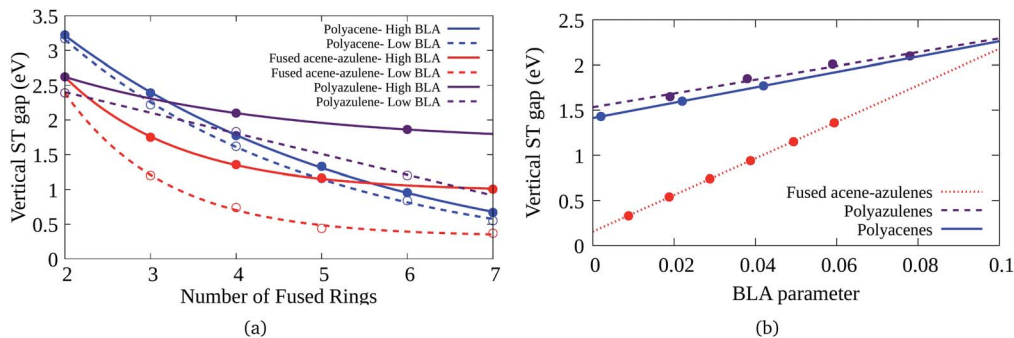 3.5
3
2.5
2
1.5
1
0.5
0
Vertical ST gap (eV)
Polyacene- High BLA
Polyacene- Low BLA
Fused acene-azulene- High BLA
Fused acene-azulene- Low BLA
Polyazulene- High BLA
Polyazulene- Low BLA
2 3 4 5 6 7
Number of Fused Rings
(a)
2.5
2
1.5
1
0.5
0
Vertical ST gap (eV)
Fused acene-azulenes
Polyazulenes
Polyacenes
0 0.02 0.04 0.06 0.08 0.1
BLA parameter
(b)